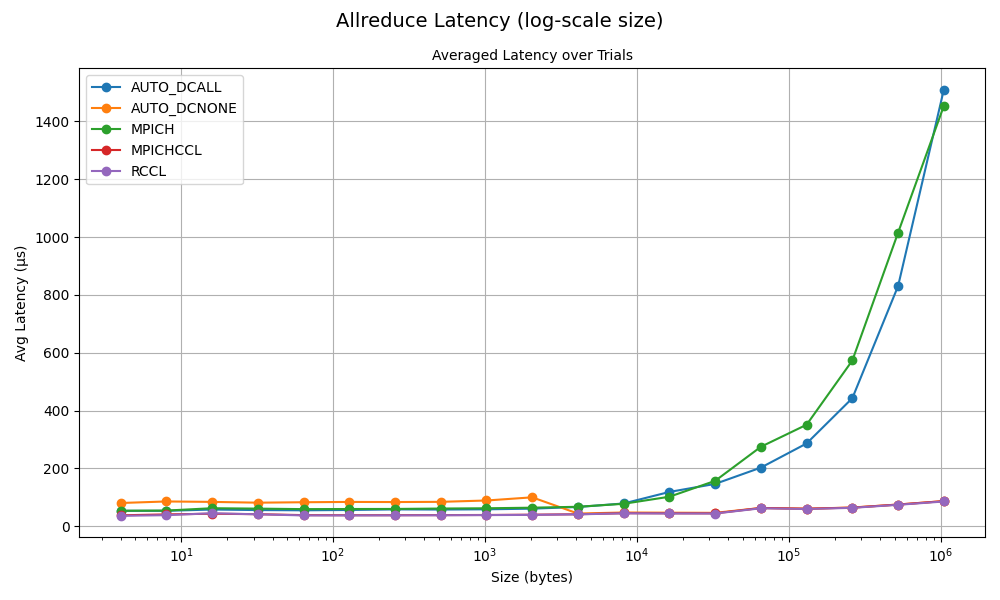 Allreduce Latency (log-scale size)
Averaged Latency over Trials
AUTO_DCALL
AUTO_DCNONE
MPICH
MPICHCCL
RCCL
Avg Latency (µs)
1400
1200
1000
800
600
400
200
0
10¹ 10² 10³ 10⁴ 10⁵ 10⁶
Size (bytes)